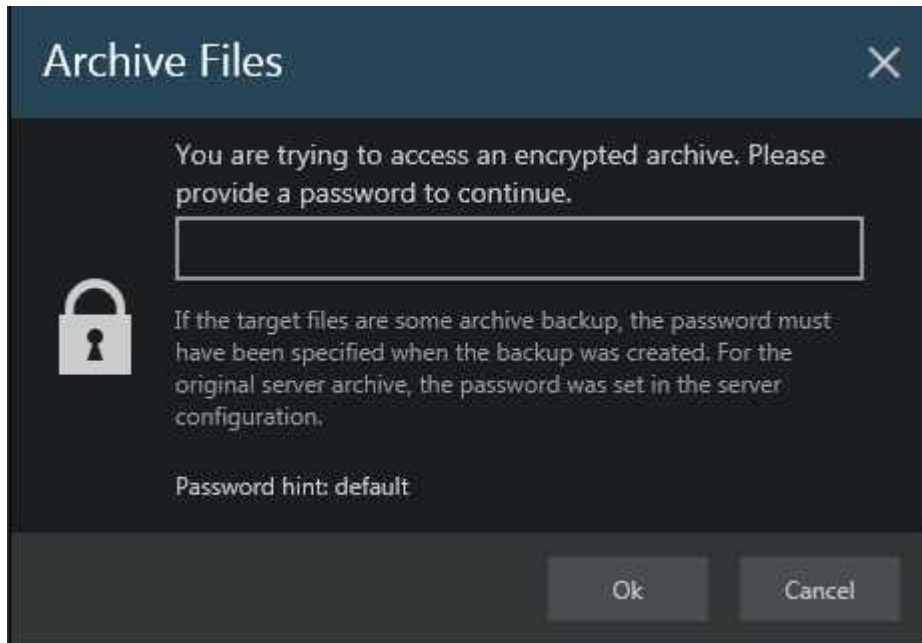 Archive Files
You are trying to access an encrypted archive. Please
provide a password to continue.
If the target files are some archive backup, the password must
have been specified when the backup was created. For the
original server archive, the password was set in the server
configuration.
Password hint: default
Ok
Cancel